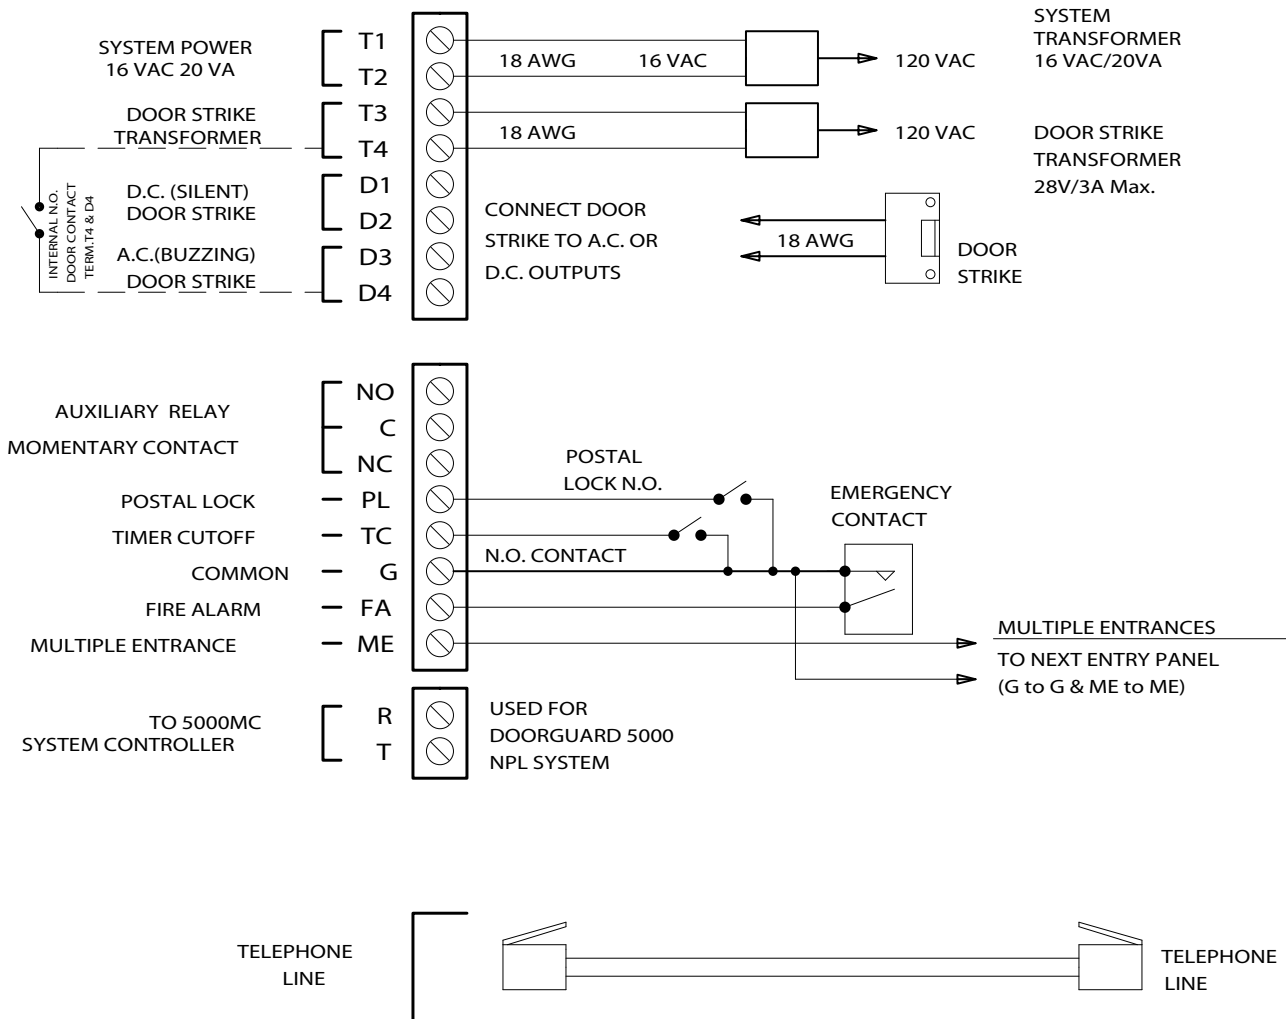 SYSTEM POWER
16 VAC 20 VA
T1
T2
18 AWG
16 VAC
120 VAC
SYSTEM
TRANSFORMER
16 VAC/20VA
DOOR STRIKE
TRANSFORMER
T3
T4
18 AWG
120 VAC
DOOR STRIKE
TRANSFORMER
28V/3A Max.
INTERNAL N.O.
DOOR CONTACT
TERM.T4 & D4
D.C. (SILENT)
DOOR STRIKE
D1
D2
A.C.(BUZZING)
DOOR STRIKE
D3
D4
CONNECT DOOR
STRIKE TO A.C. OR
D.C. OUTPUTS
18 AWG
DOOR
STRIKE
AUXILIARY RELAY
MOMENTARY CONTACT
NO
C
NC
POSTAL LOCK
PL
POSTAL
LOCK N.O.
TIMER CUTOFF
TC
N.O. CONTACT
EMERGENCY
CONTACT
COMMON
G
FIRE ALARM
FA
MULTIPLE ENTRANCE
ME
MULTIPLE ENTRANCES
TO NEXT ENTRY PANEL
(G to G & ME to ME)
TO 5000MC
SYSTEM CONTROLLER
R
T
USED FOR
DOORGUARD 5000
NPL SYSTEM
TELEPHONE
LINE
TELEPHONE
LINE